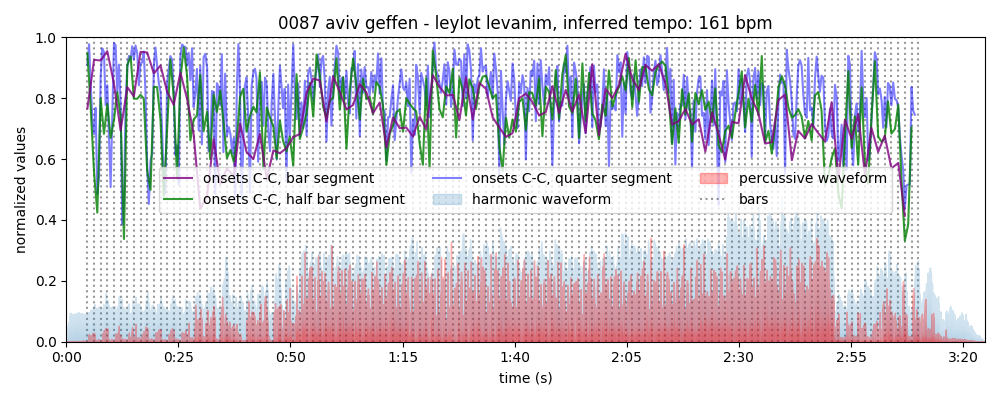 0087 aviv geffen - leylot levanim, inferred tempo: 161 bpm
1.0
0.8
0.6
0.4
0.2
0.0
normalized values
onsets C-C, bar segment
onsets C-C, half bar segment
onsets C-C, quarter segment
harmonic waveform
percussive waveform
bars
0:00 0:25 0:50 1:15 1:40 2:05 2:30 2:55 3:20
time (s)